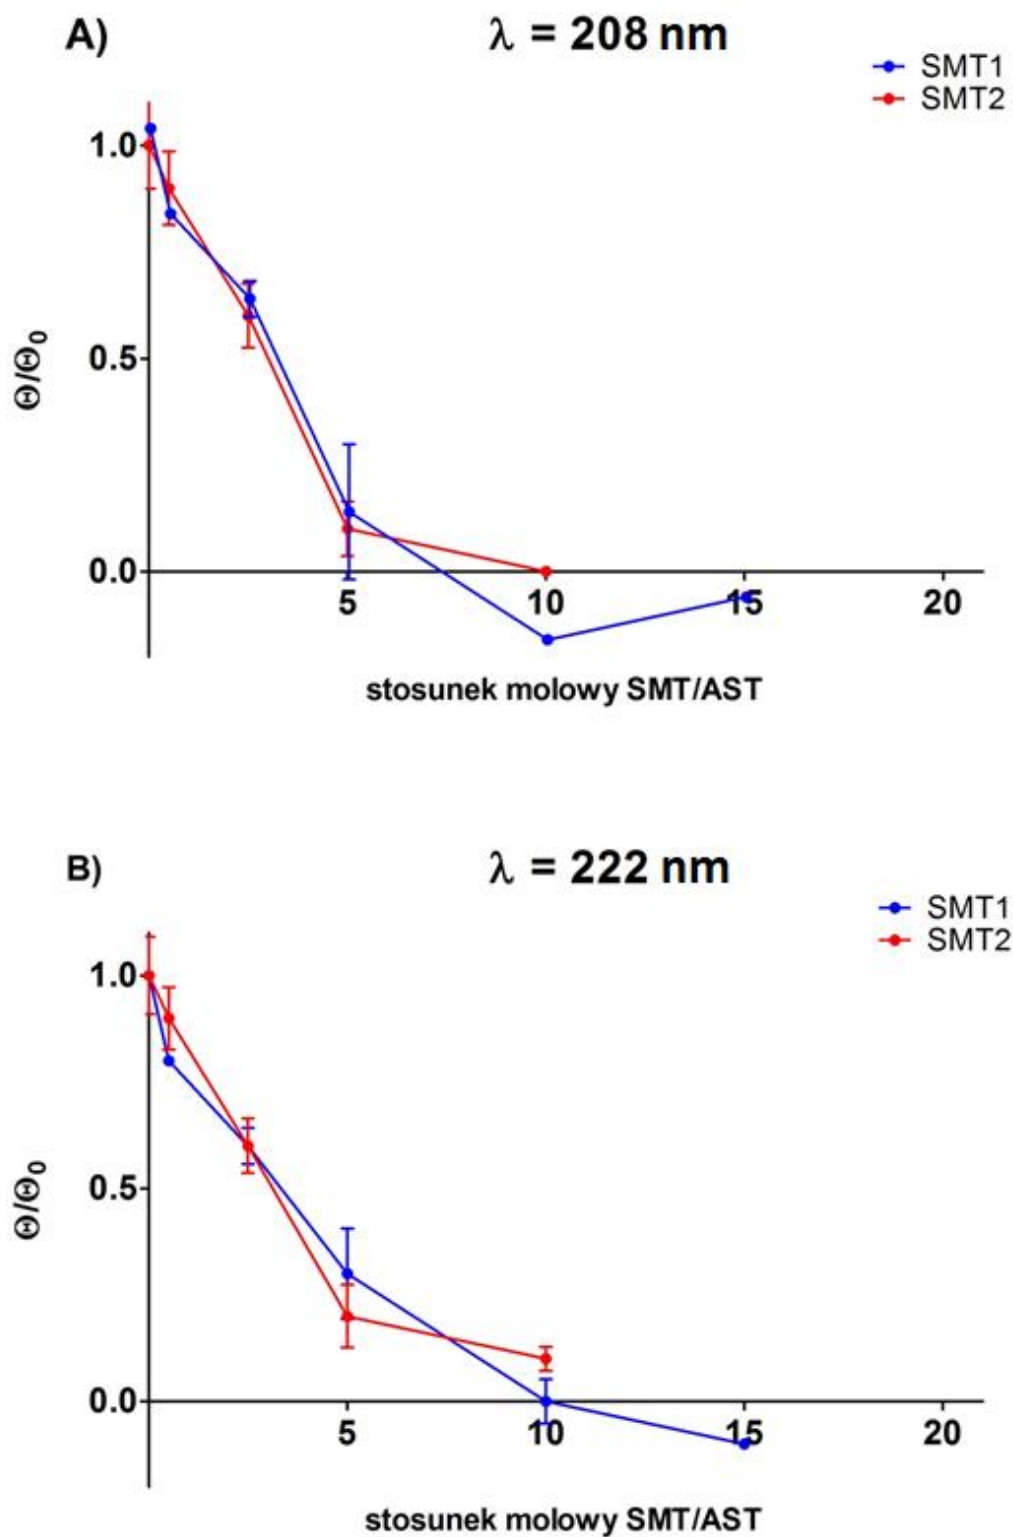 A)
λ = 208 nm
SMT1
SMT2
1.0
0.5
0.0
5 10 15 20
Θ/Θ₀
stosunek molowy SMT/AST
B)
λ = 222 nm
SMT1
SMT2
1.0
0.5
0.0
5 10 15 20
Θ/Θ₀
stosunek molowy SMT/AST